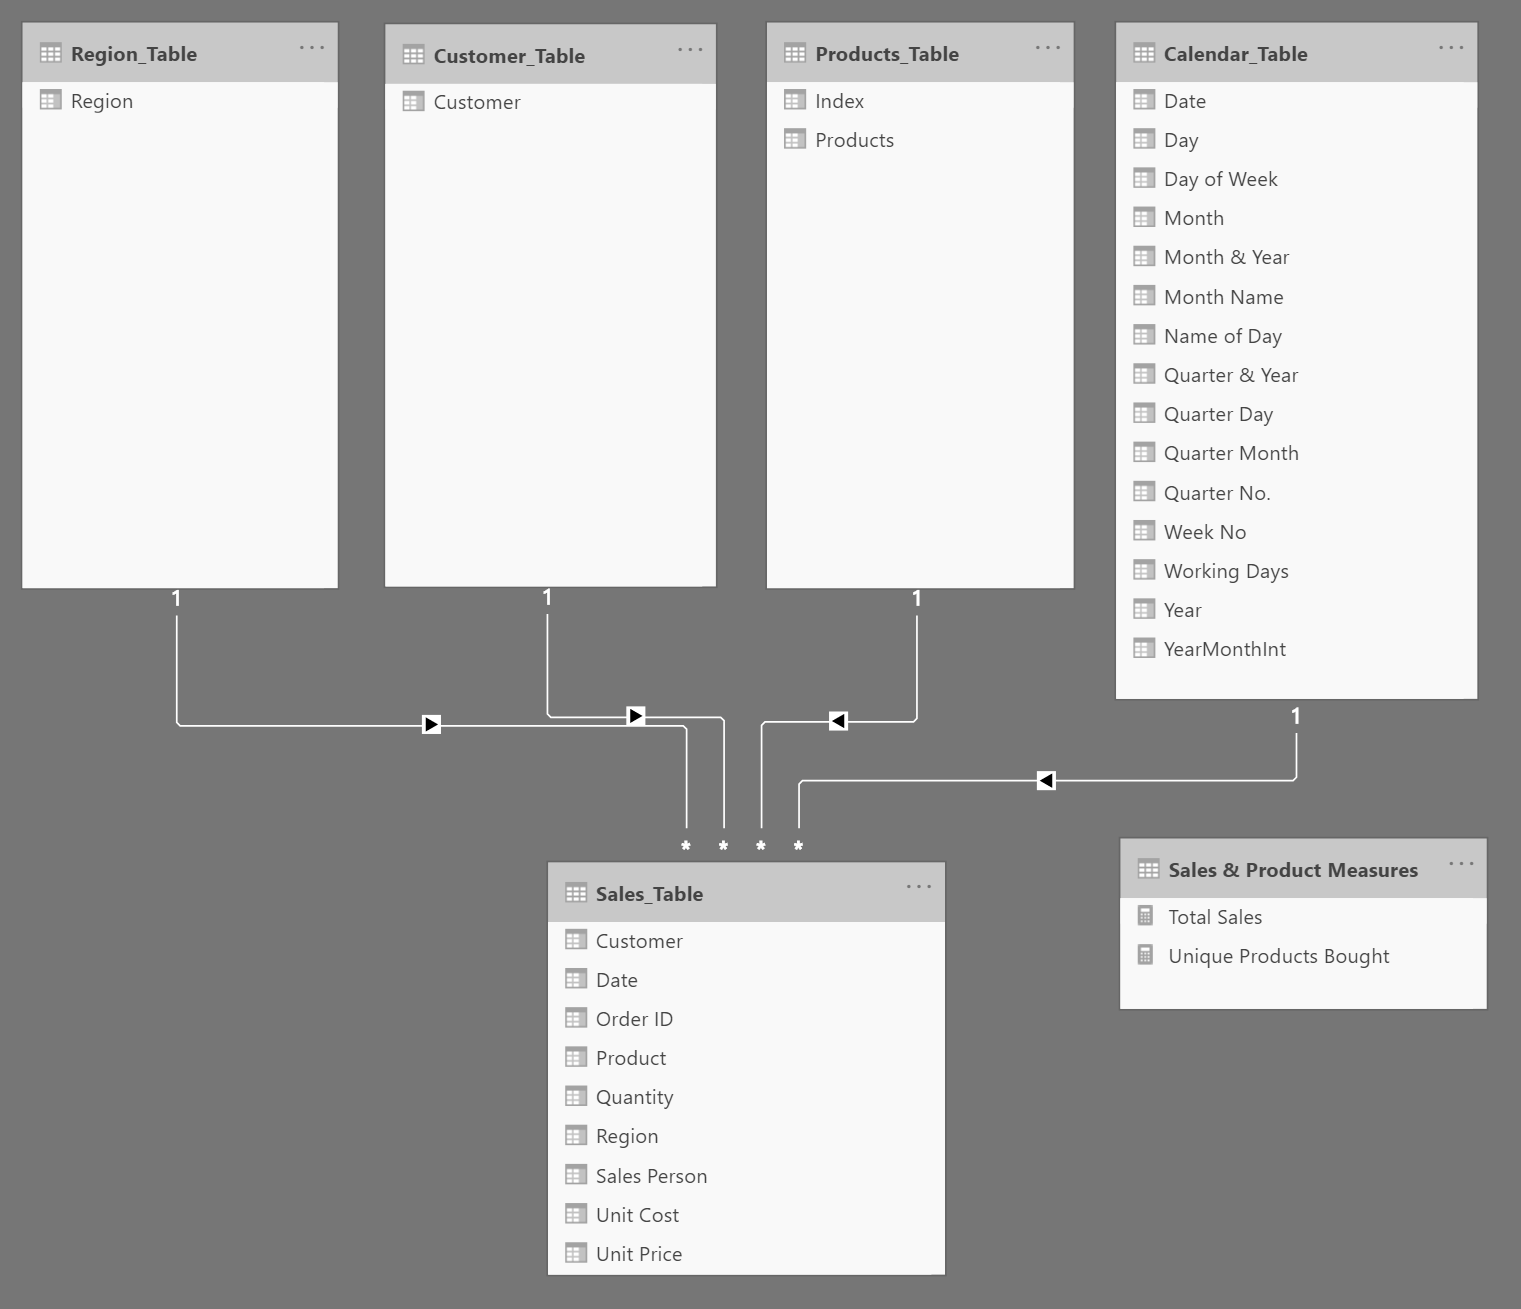 Region_Table
...
Region
Customer_Table
...
Customer
Products_Table
...
Index
Products
Calendar_Table
...
Date
Day
Day of Week
Month
Month & Year
Month Name
Name of Day
Quarter & Year
Quarter Day
Quarter Month
Quarter No.
Week No
Working Days
Year
YearMonthInt
1
1
1
1
*
*
*
*
Sales_Table
...
Customer
Date
Order ID
Product
Quantity
Region
Sales Person
Unit Cost
Unit Price
Sales & Product Measures
...
Total Sales
Unique Products Bought